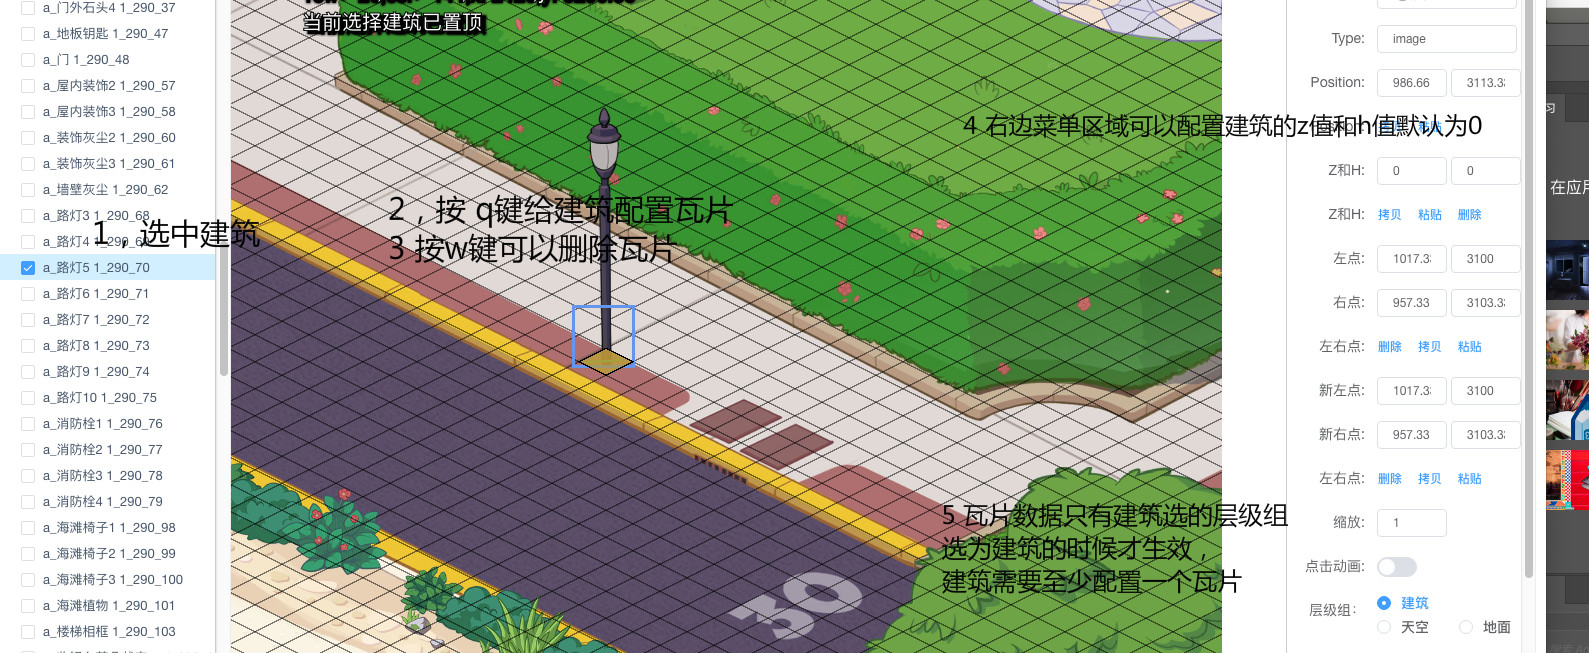 a_门外石头4 1_290_37
a_地板钥匙 1_290_47
a_门 1_290_48
a_屋内装饰2 1_290_57
a_屋内装饰3 1_290_58
a_装饰灰尘2 1_290_60
a_装饰灰尘3 1_290_61
a_墙壁灰尘 1_290_62
a_路灯3 1_290_68
a_路灯4 1_290_69
a_路灯5 1_290_70
a_路灯6 1_290_71
a_路灯7 1_290_72
a_路灯8 1_290_73
a_路灯9 1_290_74
a_路灯10 1_290_75
a_消防栓1 1_290_76
a_消防栓2 1_290_77
a_消防栓3 1_290_78
a_消防栓4 1_290_79
a_海滩椅子1 1_290_98
a_海滩椅子2 1_290_99
a_海滩椅子3 1_290_100
a_海滩植物 1_290_101
a_楼梯相框 1_290_103
当前选择建筑已置顶
1，选中建筑
2，按 q键给建筑配置瓦片
3 按w键可以删除瓦片
4 右边菜单区域可以配置建筑的z值和h值默认为0
5 瓦片数据只有建筑选的层级组
选为建筑的时候才生效，
建筑需要至少配置一个瓦片
30
Type: image
Position: 986.66 3113.3
Z和H: 0 0
Z和H: 拷贝 粘贴 删除
左点: 1017.3 3100
右点: 957.33 3103.3
左右点: 删除 拷贝 粘贴
新左点: 1017.3 3100
新右点: 957.33 3103.3
左右点: 删除 拷贝 粘贴
缩放: 1
点击动画:
层级组: 建筑
天空 地面
习
在应用